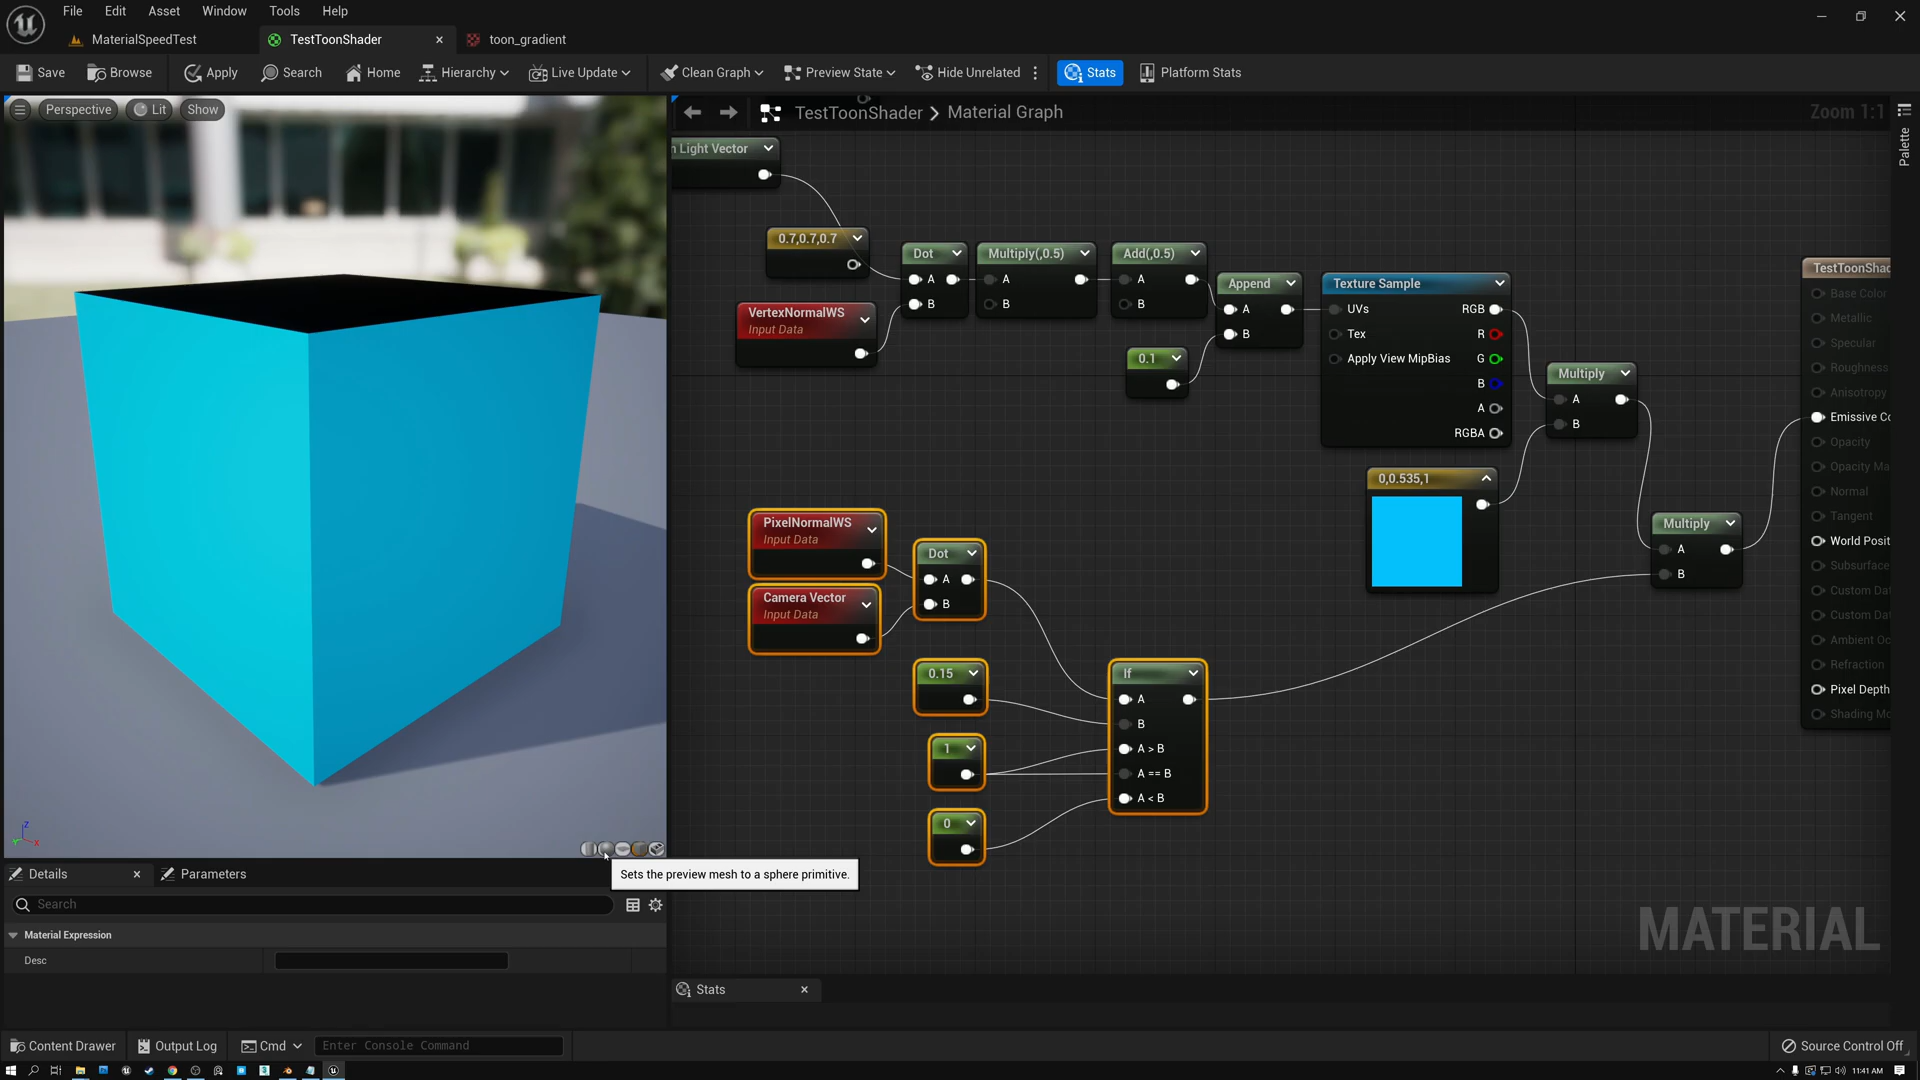 File Edit Asset Window Tools Help
MaterialSpeedTest TestToonShader toon_gradient
Save Browse Apply Search Home Hierarchy Live Update Clean Graph Preview State Hide Unrelated Stats Platform Stats
Perspective Lit Show
TestToonShader > Material Graph
Zoom 1:1
Palette
n Light Vector
0.7,0.7,0.7
VertexNormalWS
Input Data
Dot
A
B
Multiply(,0.5)
A
B
Add(,0.5)
A
B
0.1
Append
A
B
Texture Sample
UVs RGB
Tex R
Apply View MipBias G
B
A
RGBA
Multiply
A
B
0,0.535,1
Multiply
A
B
TestToonShad
Base Color
Metallic
Specular
Roughness
Anisotropy
Emissive Co
Opacity
Opacity Ma
Normal
Tangent
World Posit
Subsurface
Custom Dat
Custom Dat
Ambient Oc
Refraction
Pixel Depth
Shading Mo
PixelNormalWS
Input Data
Camera Vector
Input Data
Dot
A
B
0.15
1
0
If
A
B
A > B
A == B
A < B
MATERIAL
Z
Y
X
Details Parameters
Sets the preview mesh to a sphere primitive.
Search
Material Expression
Desc
Stats
Content Drawer Output Log Cmd Enter Console Command Source Control Off
11:41 AM